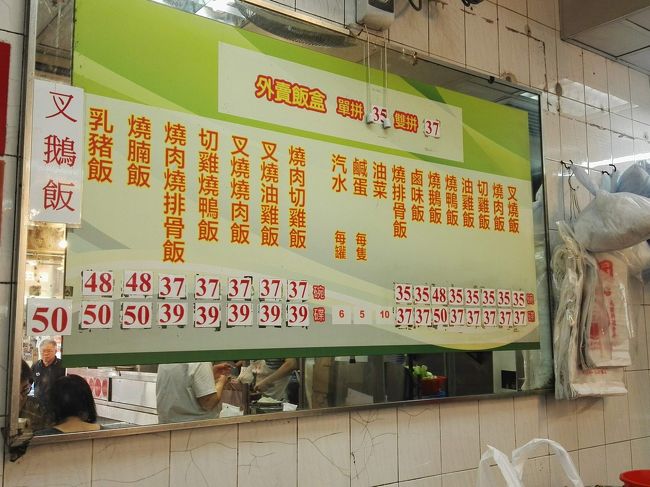 外賣飯盒 單拼 35 雙拼 37
叉燒飯
燒肉飯
切雞飯
油雞飯
燒鴨飯
燒鵝飯
鹵味飯
燒排骨飯
油菜
鹹蛋 每隻
汽水 每罐
燒肉切雞飯
叉燒油雞飯
叉燒燒肉飯
切雞燒鴨飯
燒肉燒排骨飯
燒腩飯
乳豬飯
叉鵝飯
48 48 37 37 37 37 37 碗 35 35 48 35 35 35 35 35
50 50 50 39 39 39 39 39 碟 6 5 10 37 37 50 37 37 37 37 37